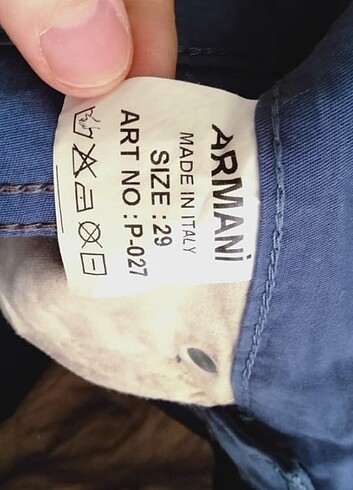 ARMANi
MADE IN ITALY
SIZE : 29
ART NO : P-027